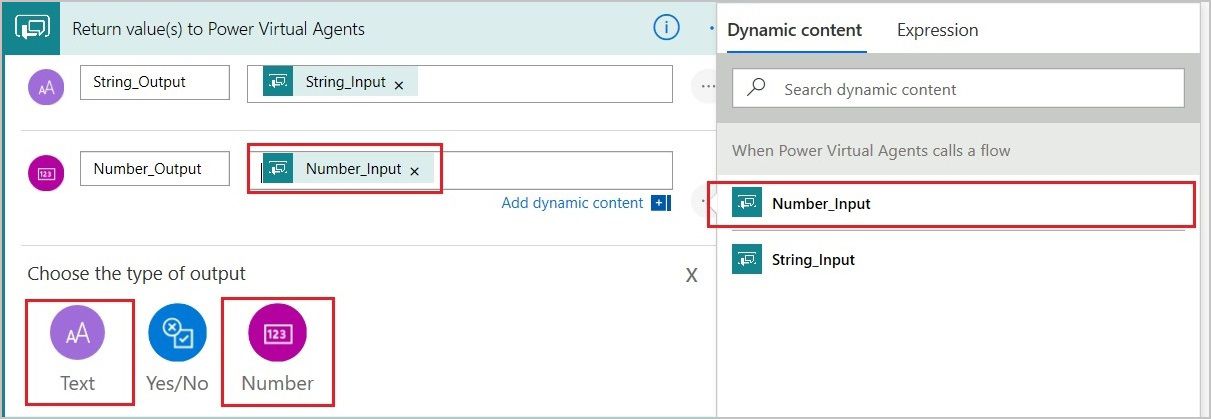 Return value(s) to Power Virtual Agents
String_Output
String_Input
Number_Output
Number_Input
Add dynamic content
Choose the type of output
X
Text
Yes/No
123
Number
Dynamic content
Expression
Search dynamic content
When Power Virtual Agents calls a flow
Number_Input
String_Input